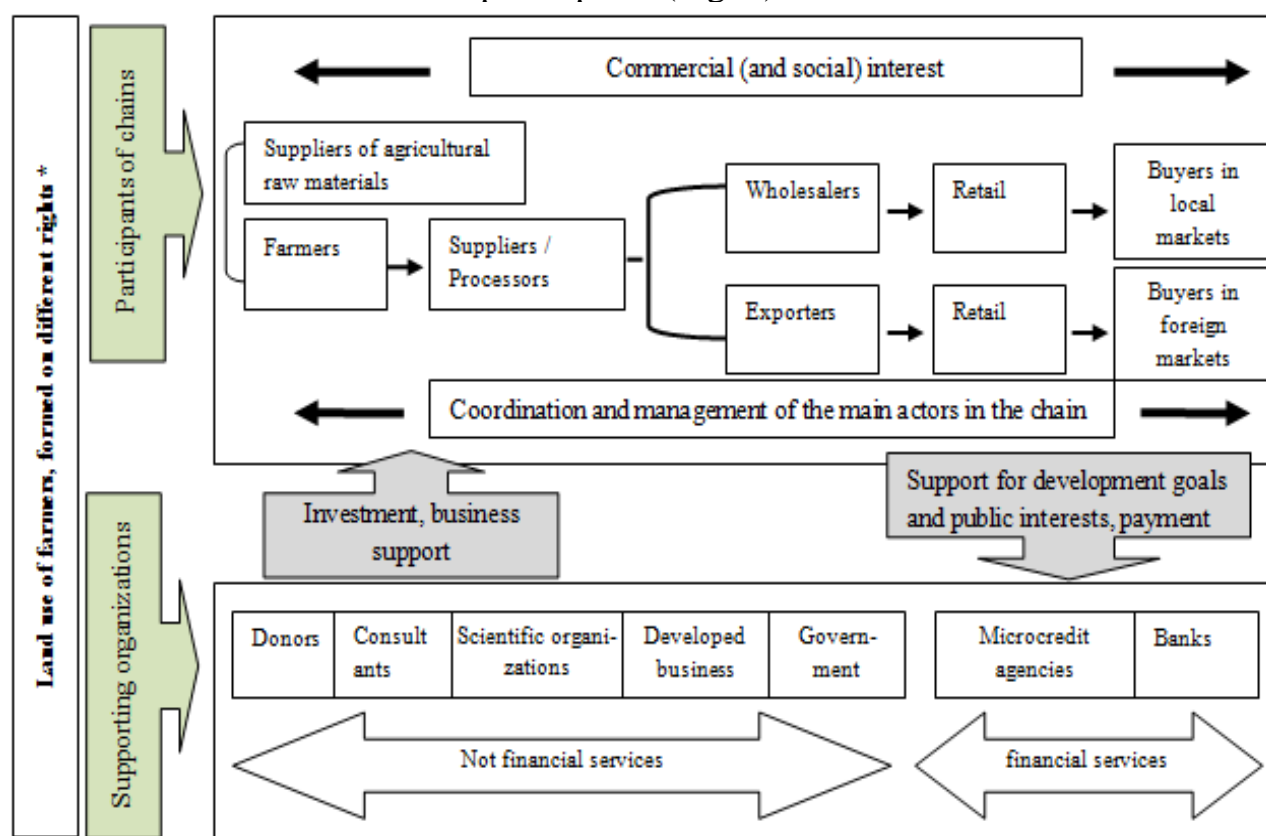 Land use of farmers, formed on different rights *
Participants of chains
Commercial (and social) interest
Suppliers of agricultural
raw materials
Farmers
Suppliers /
Processors
Wholesalers
Retail
Buyers in
local
markets
Exporters
Retail
Buyers in
foreign
markets
Coordination and management of the main actors in the chain
Investment, business
support
Support for development goals
and public interests, payment
Supporting organizations
Donors
Consult
ants
Scientific organi-
zations
Developed
business
Govern-
ment
Microcredit
agencies
Banks
Not financial services
financial services